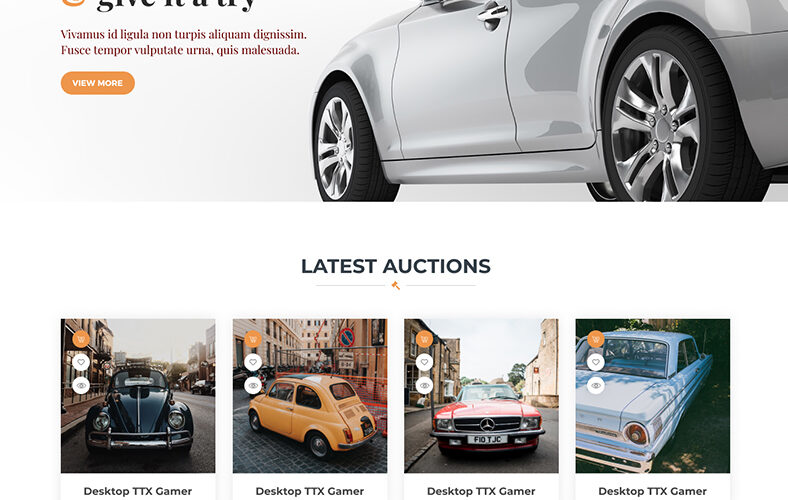 & give it a try
Vivamus id ligula non turpis aliquam dignissim.
Fusce tempor vulputate urna, quis malesuada.
VIEW MORE
LATEST AUCTIONS
F10 TJC
Desktop TTX Gamer
Desktop TTX Gamer
Desktop TTX Gamer
Desktop TTX Gamer